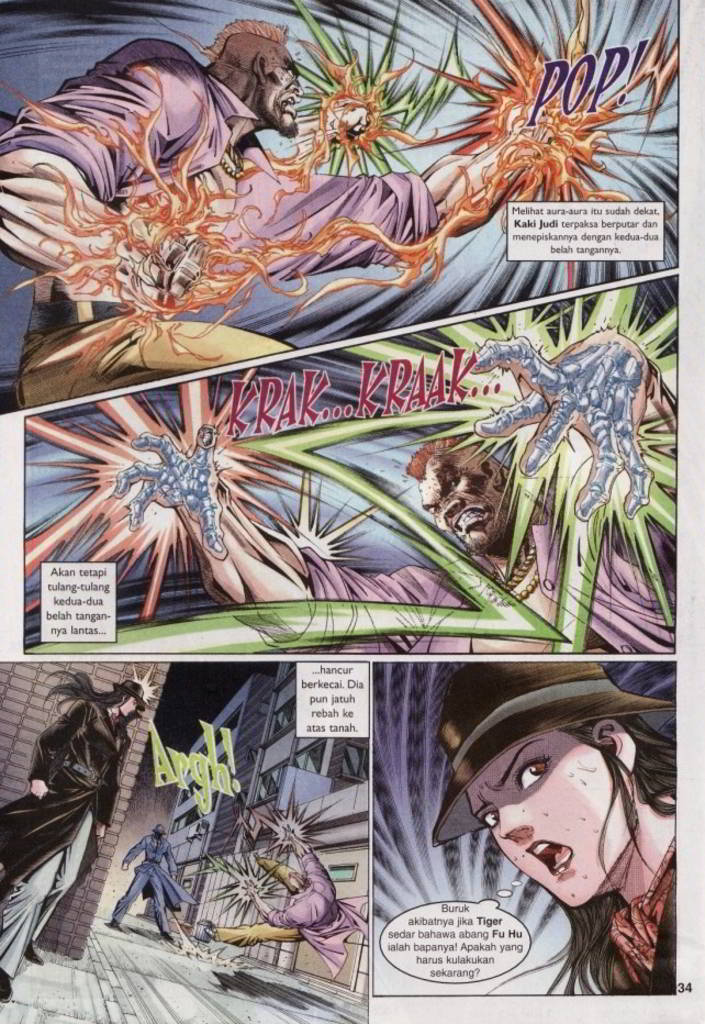 POP!
Melihat aura-aura itu sudah dekat,
Kaki Judi terpaksa berputar dan
menepiskannya dengan kedua-dua
belah tangannya.
KRAK...KRAAK...
Akan tetapi
tulang-tulang
kedua-dua
belah tangan-
nya lantas...
...hancur
berkecai. Dia
pun jatuh
rebah ke
atas tanah.
Argh!
Buruk
akibatnya jika Tiger
sedar bahawa abang Fu Hu
ialah bapanya! Apakah yang
harus kulakukan
sekarang?
34